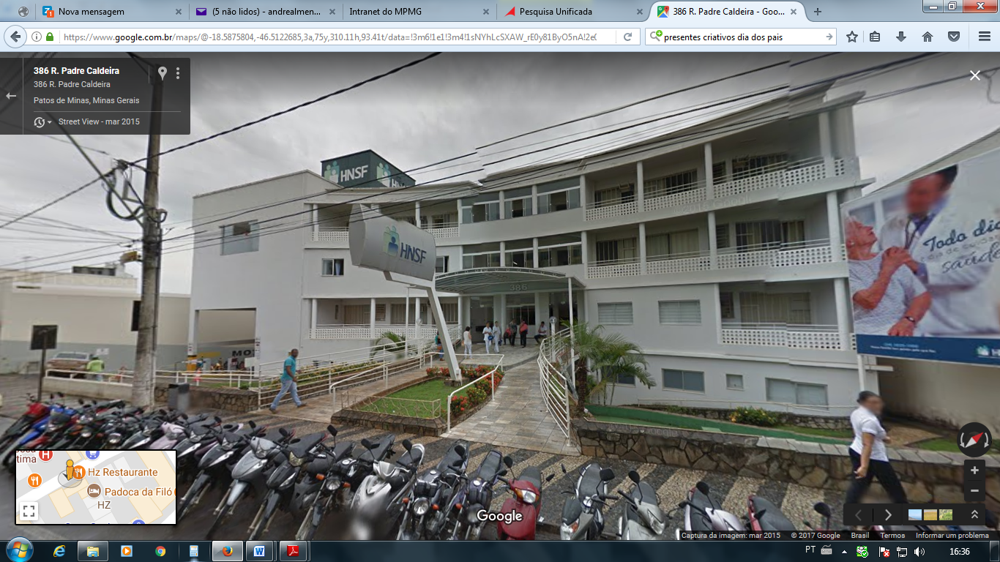 Nova mensagem
(5 não lidos) - andrealmen...
Intranet do MPMG
Pesquisa Unificada
386 R. Padre Caldeira - Goo...
https://www.google.com.br/maps/@-18.5875804,-46.5122685,3a,75y,310.11h,93.41t/data=!3m6!1e1!3m4!1sNYhLcSXAW_rE0y81ByO5nA!2e0
presentes criativos dia dos pais
386 R. Padre Caldeira
386 R. Padre Caldeira
Patos de Minas, Minas Gerais
Street View - mar 2015
HNSF
HNSF
386
Todo dia
saúde
MOT
tima
H
Hz Restaurante
Padoca da Filó
HZ
Google
Captura da imagem: mar 2015 © 2017 Google Brasil Termos Informar um problema
PT
16:36